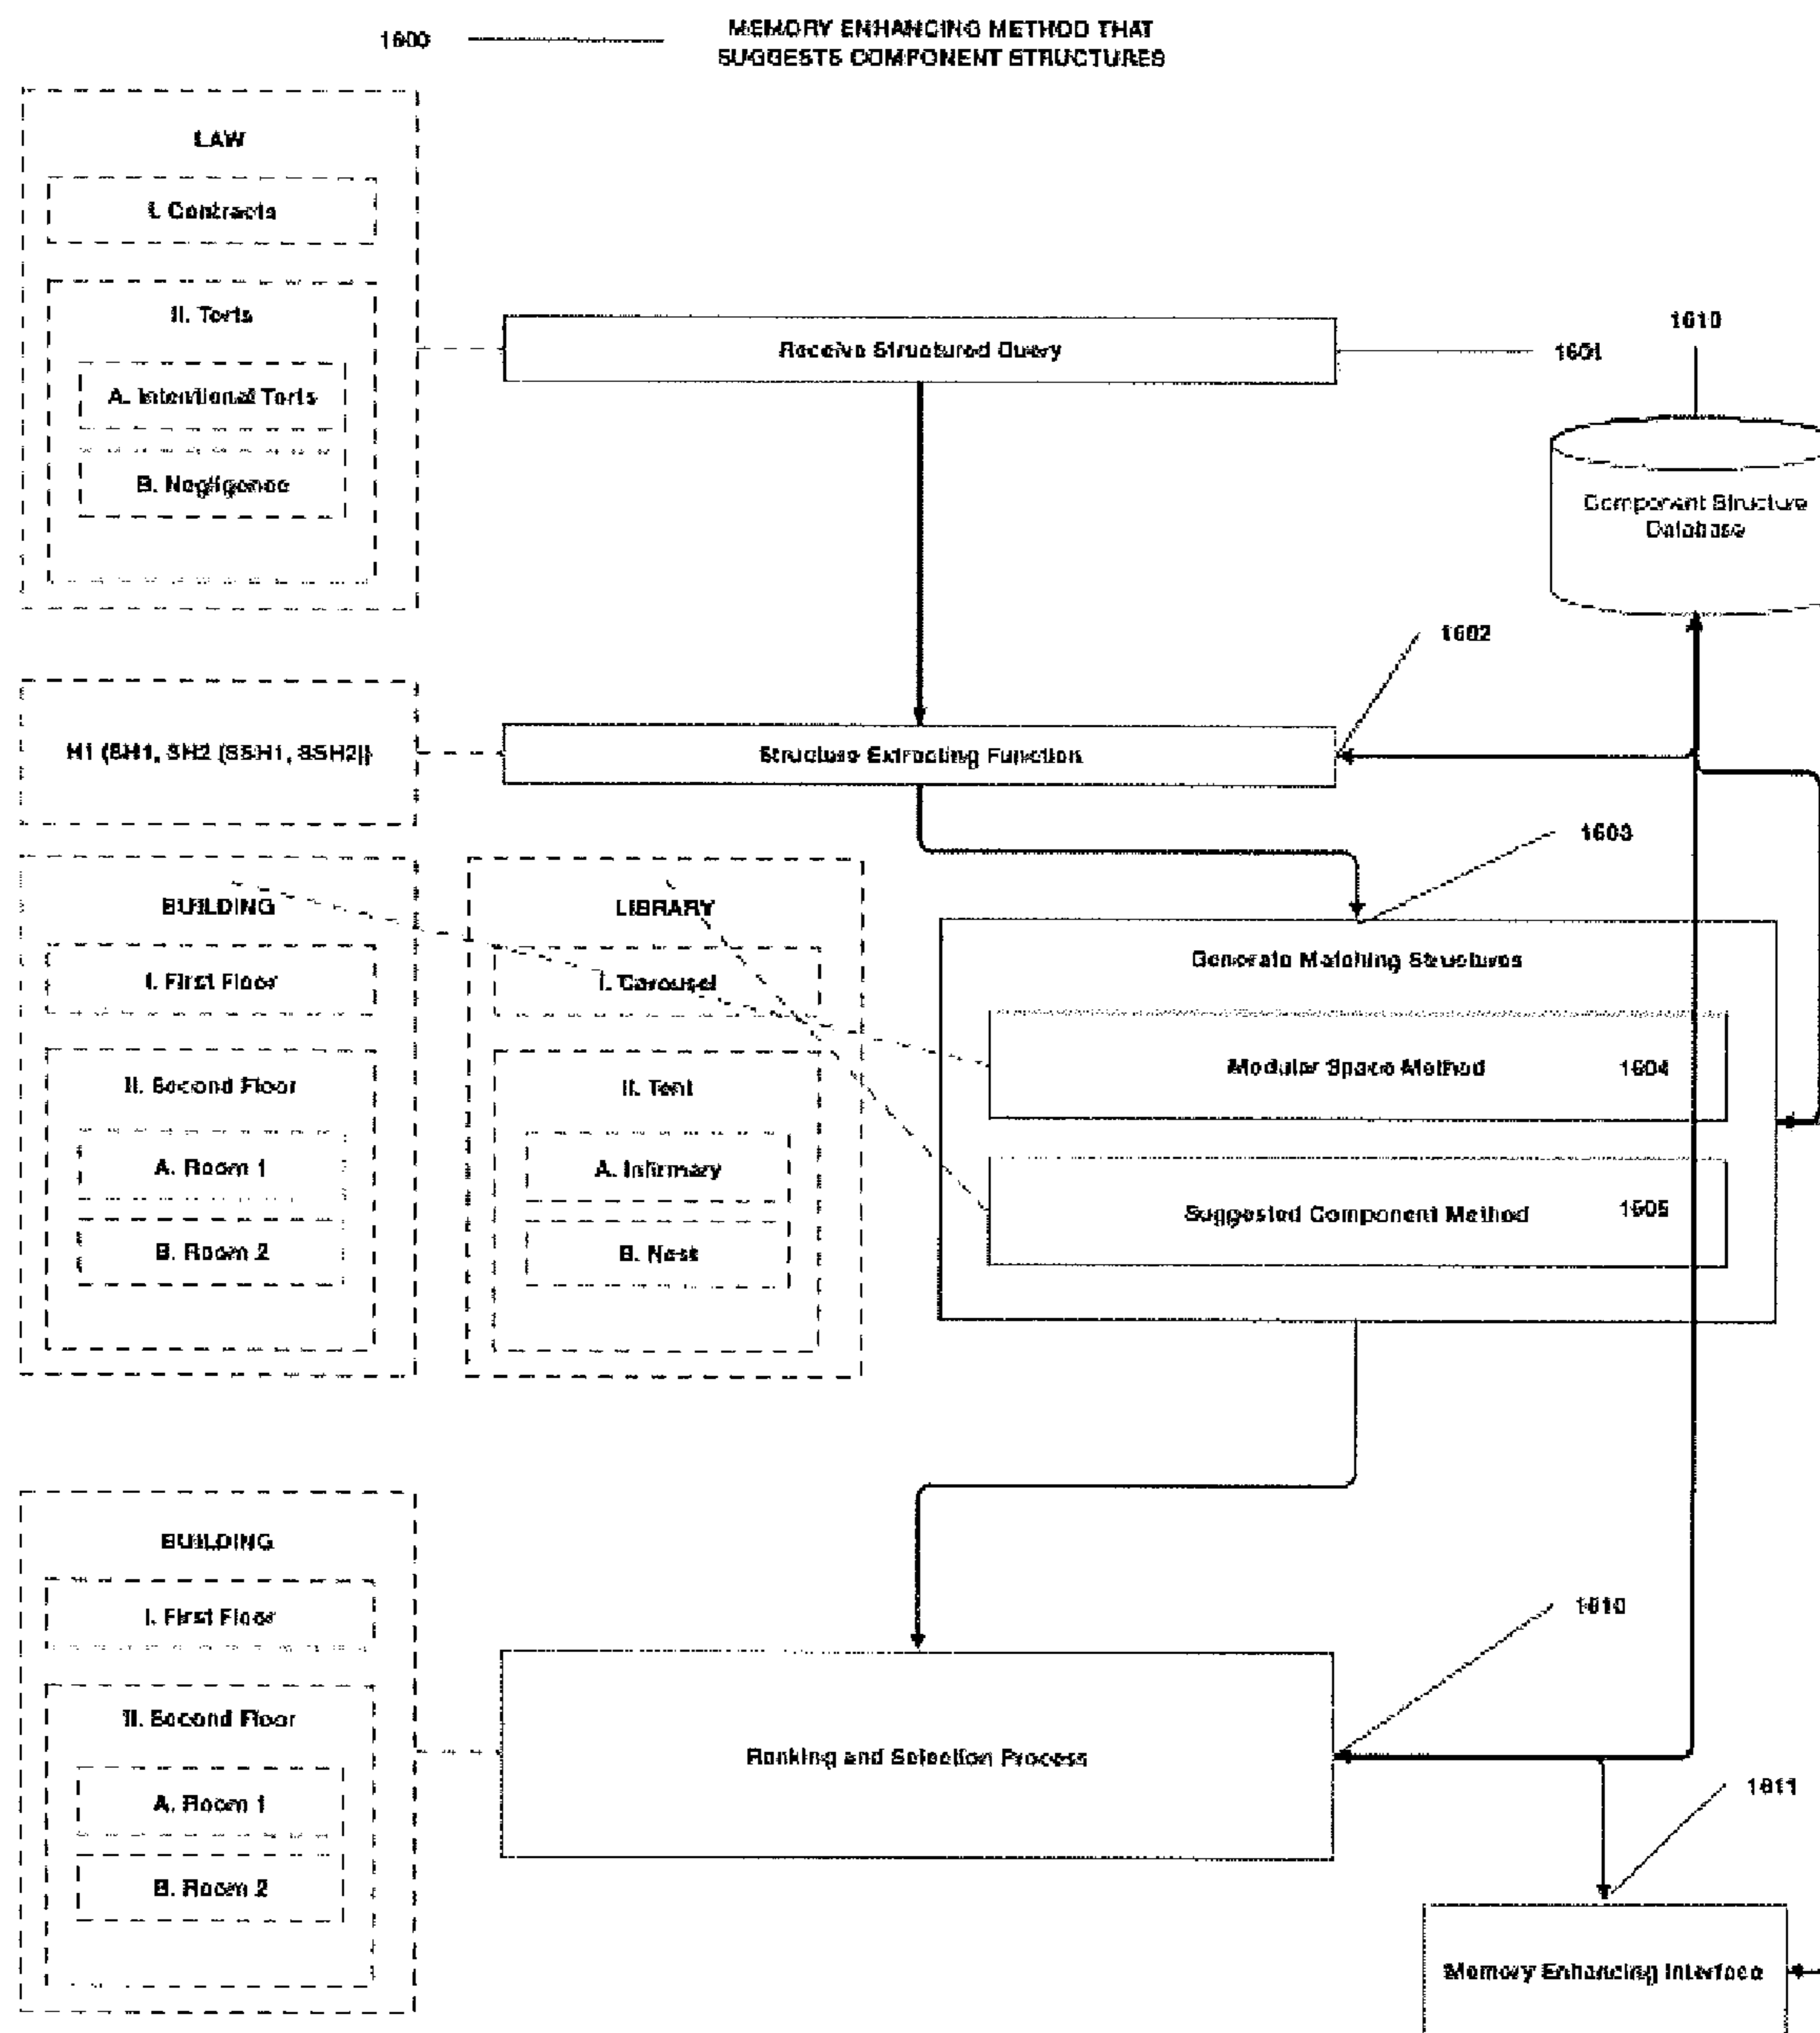 1600
MEMORY ENHANCING METHOD THAT
SUGGESTS COMPONENT STRUCTURES
LAW
I. Contracts
II. Torts
A. Intentional Torts
B. Negligence
Receive Structured Query
1601
1610
Component Structure
Database
1602
H1 (SH1, SH2 (SSH1, SSH2))
Structure Extracting Function
1603
BUILDING
I. First Floor
II. Second Floor
A. Room 1
B. Room 2
LIBRARY
I. Carousel
II. Tent
A. Infirmary
B. Nest
Generate Matching Structures
Modular Space Method
1604
Suggested Component Method
1605
BUILDING
I. First Floor
II. Second Floor
A. Room 1
B. Room 2
Ranking and Selection Process
1610
1611
Memory Enhancing Interface